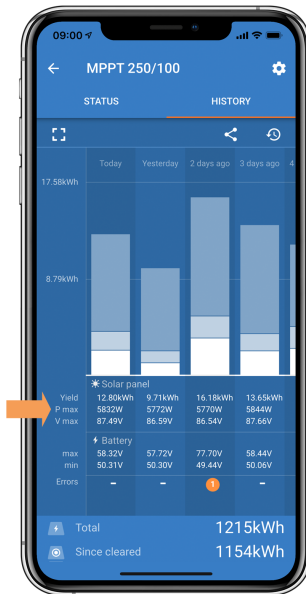 09:00
MPPT 250/100
STATUS HISTORY
Today Yesterday 2 days ago 3 days ago 4
17.58kWh
8.79kWh
Solar panel
Yield 12.80kWh 9.71kWh 16.18kWh 13.65kWh
P max 5832W 5772W 5770W 5844W
V max 87.49V 86.59V 86.54V 87.66V
Battery
max 58.32V 57.72V 77.70V 58.44V
min 50.31V 50.30V 49.44V 50.06V
Errors – – 1 –
Total 1215kWh
Since cleared 1154kWh